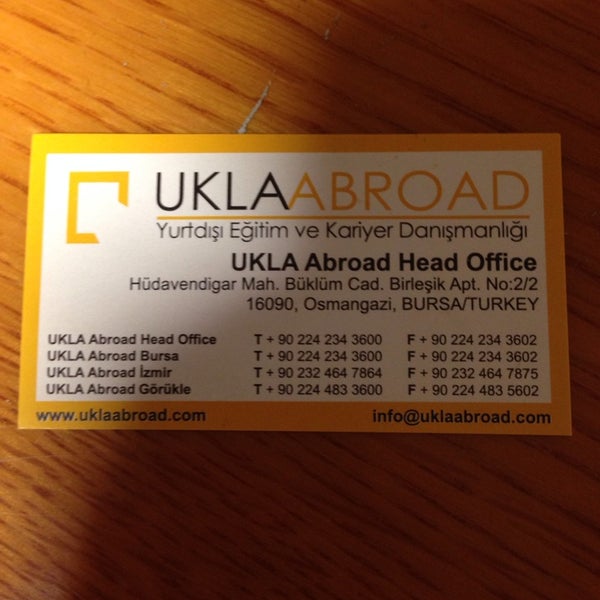 UKLAABROAD
Yurtdışı Eğitim ve Kariyer Danışmanlığı
UKLA Abroad Head Office
Hüdavendigar Mah. Büklüm Cad. Birleşik Apt. No:2/2
16090, Osmangazi, BURSA/TURKEY
UKLA Abroad Head Office T + 90 224 234 3600 F + 90 224 234 3602
UKLA Abroad Bursa T + 90 224 234 3600 F + 90 224 234 3602
UKLA Abroad İzmir T + 90 232 464 7864 F + 90 232 464 7875
UKLA Abroad Görükle T + 90 224 483 3600 F + 90 224 483 5602
www.uklaabroad.com info@uklaabroad.com